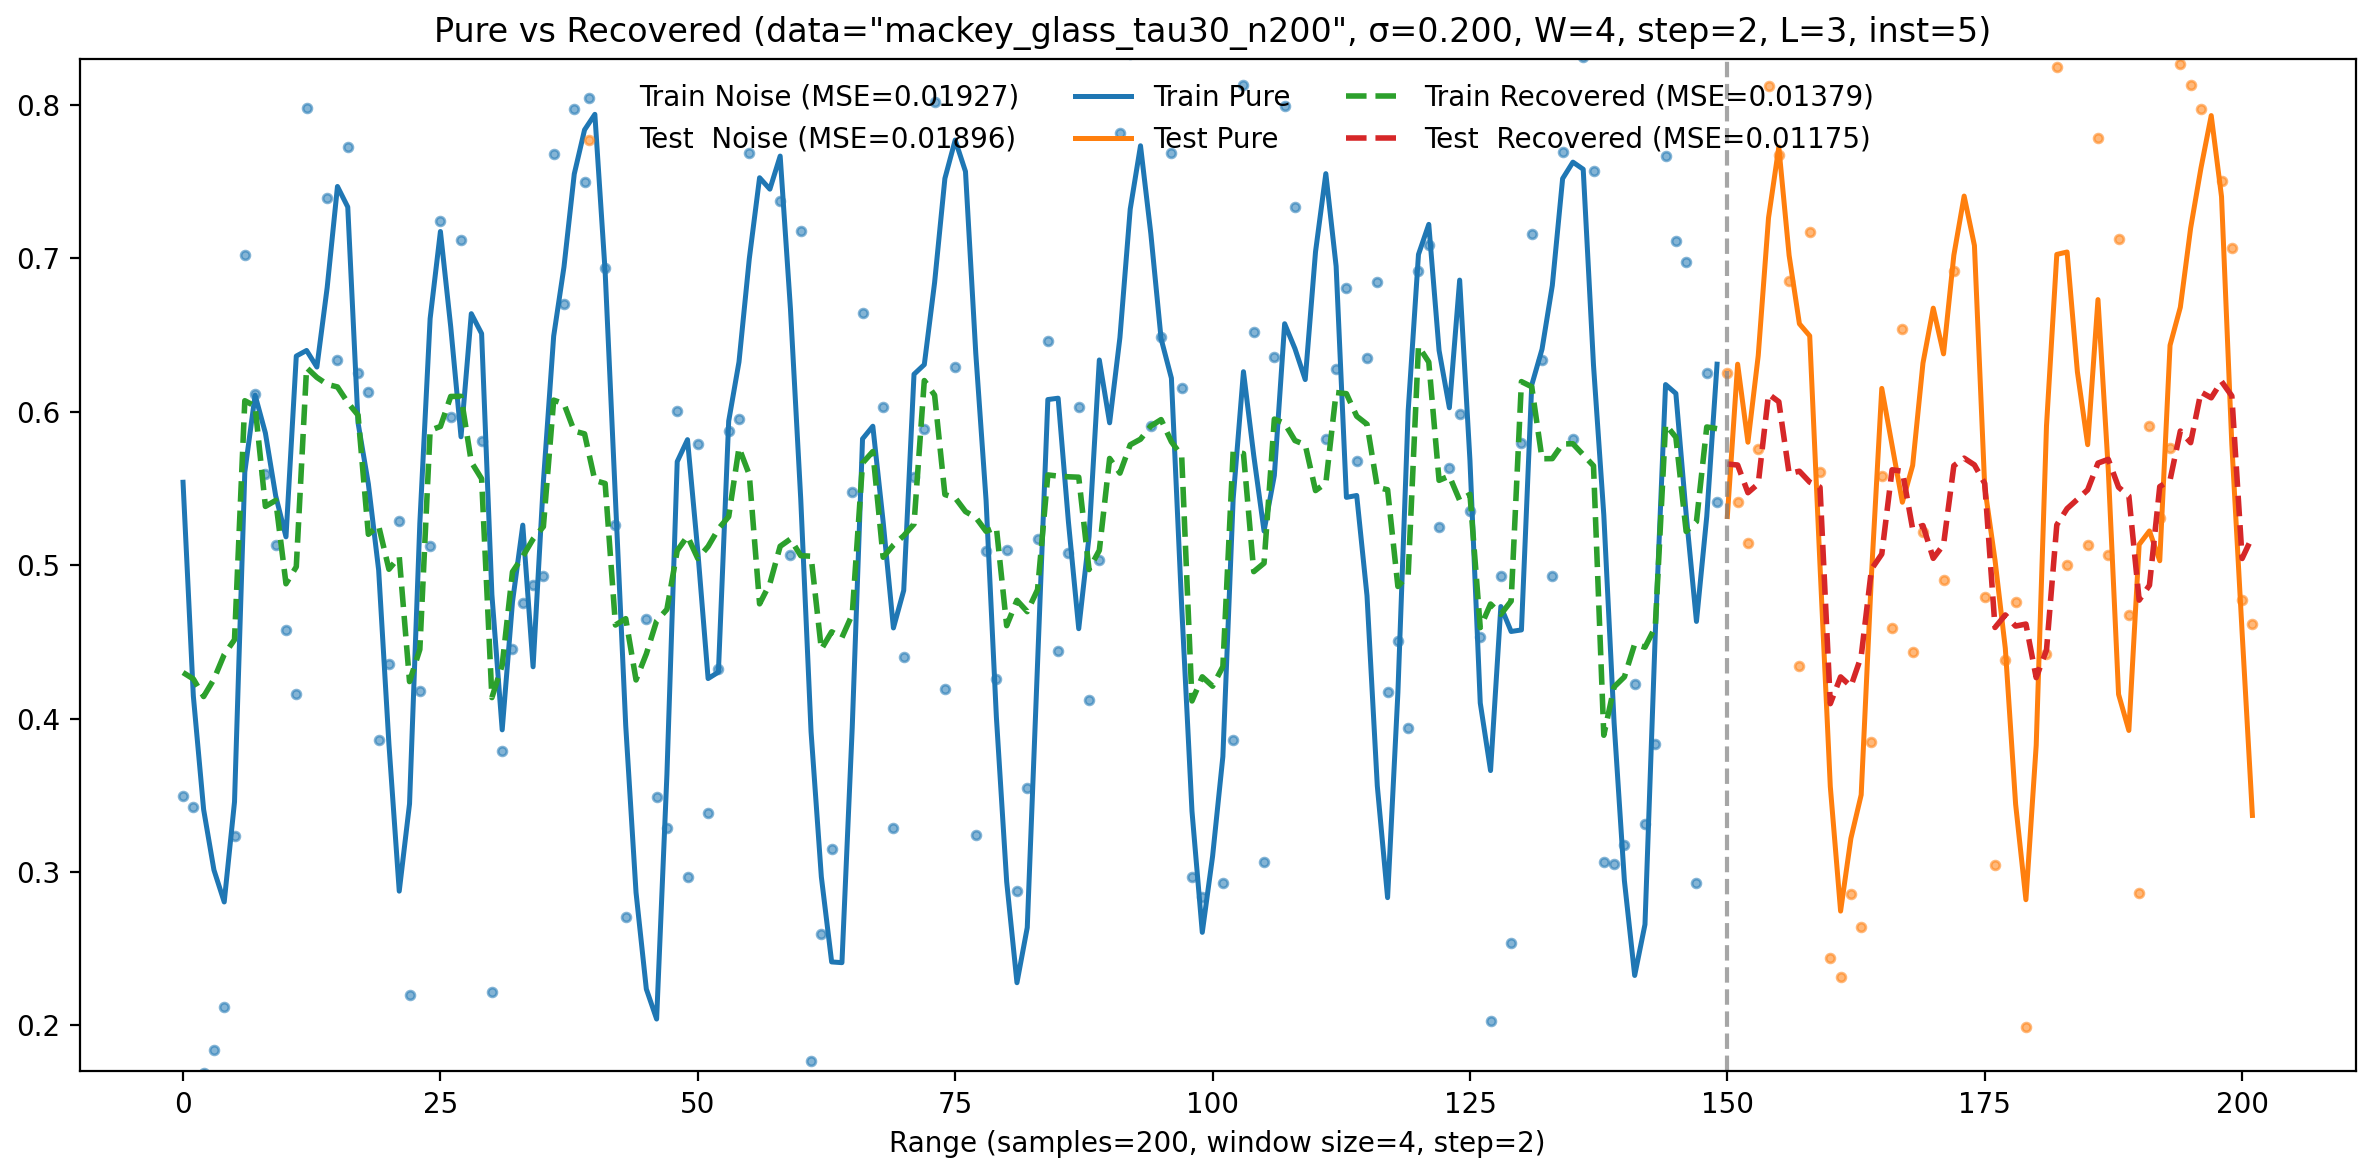 Pure vs Recovered (data="mackey_glass_tau30_n200", σ=0.200, W=4, step=2, L=3, inst=5)
Train Noise (MSE=0.01927) Train Pure Train Recovered (MSE=0.01379)
Test  Noise (MSE=0.01896) Test Pure Test  Recovered (MSE=0.01175)
0.8
0.7
0.6
0.5
0.4
0.3
0.2
0 25 50 75 100 125 150 175 200
Range (samples=200, window size=4, step=2)